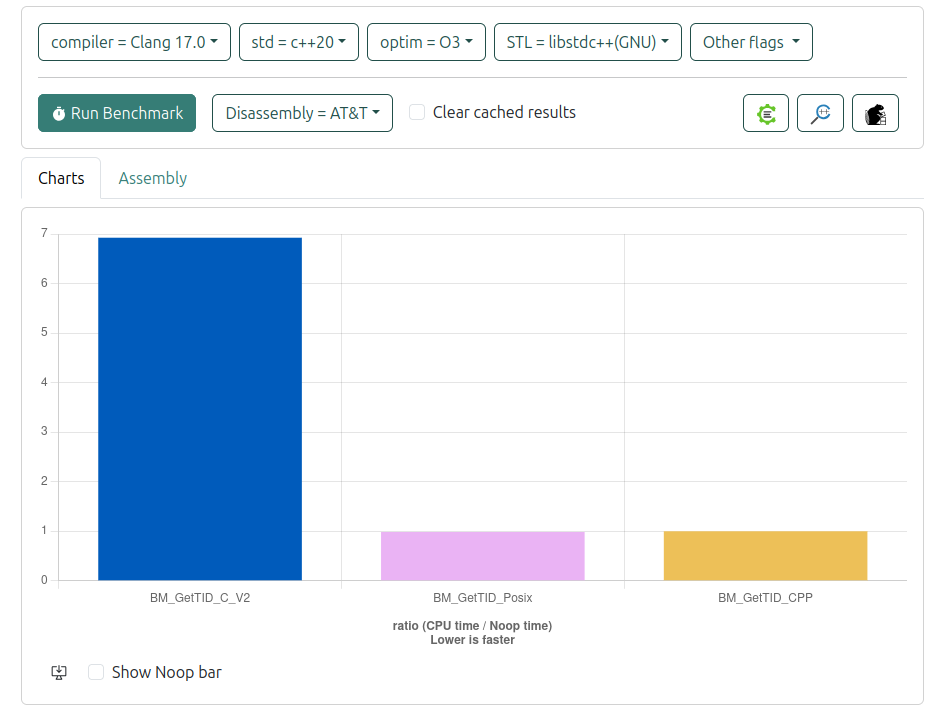 compiler = Clang 17.0 std = c++20 optim = O3 STL = libstdc++(GNU) Other flags
Run Benchmark Disassembly = AT&T Clear cached results
Charts Assembly
7
6
5
4
3
2
1
0
BM_GetTID_C_V2 BM_GetTID_Posix BM_GetTID_CPP
ratio (CPU time / Noop time)
Lower is faster
Show Noop bar